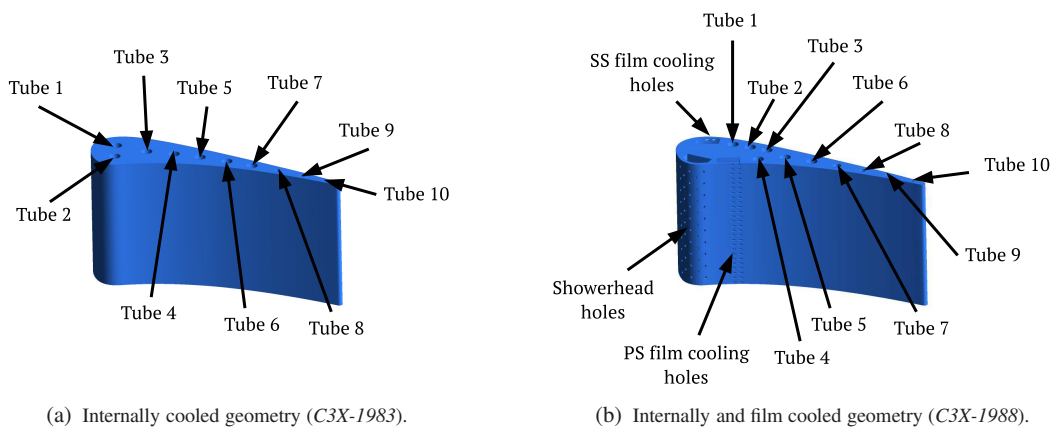 Tube 1
Tube 3
Tube 5
Tube 7
Tube 9
Tube 10
Tube 2
Tube 4
Tube 6
Tube 8
(a) Internally cooled geometry (C3X-1983).
Tube 1
SS film cooling
holes
Tube 2
Tube 3
Tube 6
Tube 8
Tube 10
Tube 9
Showerhead
holes
PS film cooling
holes
Tube 4
Tube 5
Tube 7
(b) Internally and film cooled geometry (C3X-1988).